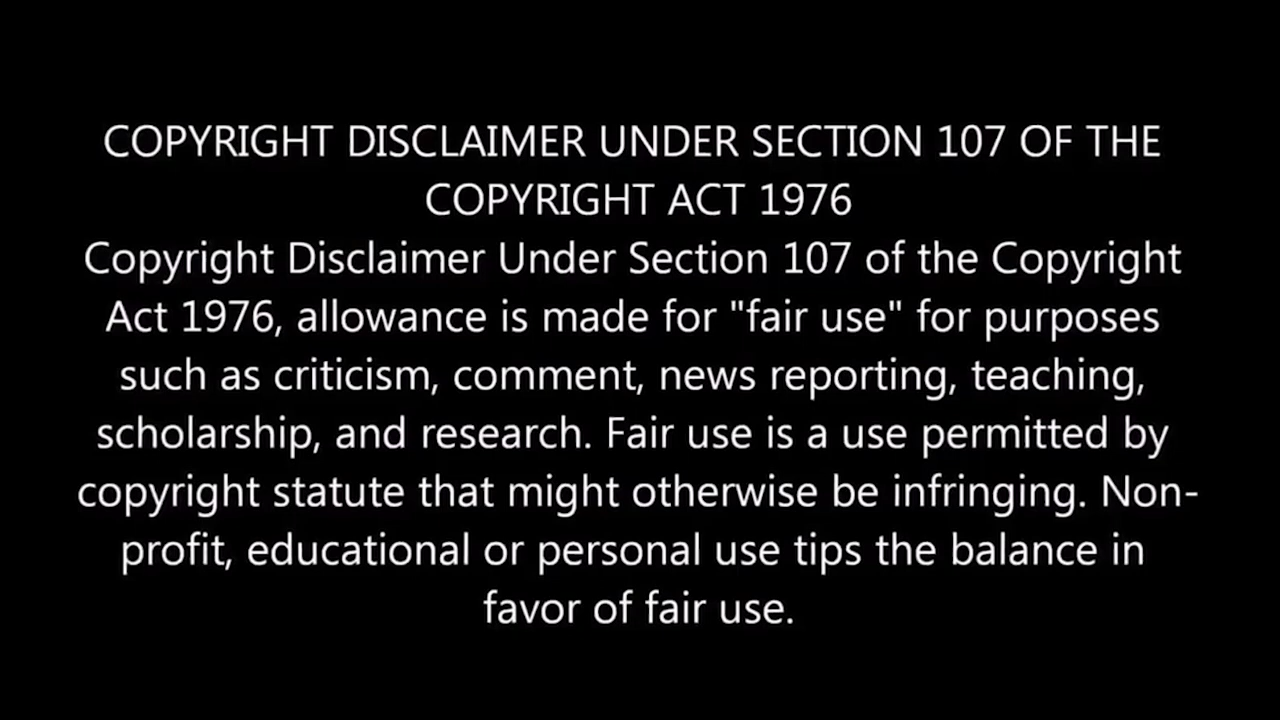 COPYRIGHT DISCLAIMER UNDER SECTION 107 OF THE
COPYRIGHT ACT 1976
Copyright Disclaimer Under Section 107 of the Copyright
Act 1976, allowance is made for "fair use" for purposes
such as criticism, comment, news reporting, teaching,
scholarship, and research. Fair use is a use permitted by
copyright statute that might otherwise be infringing. Non-
profit, educational or personal use tips the balance in
favor of fair use.